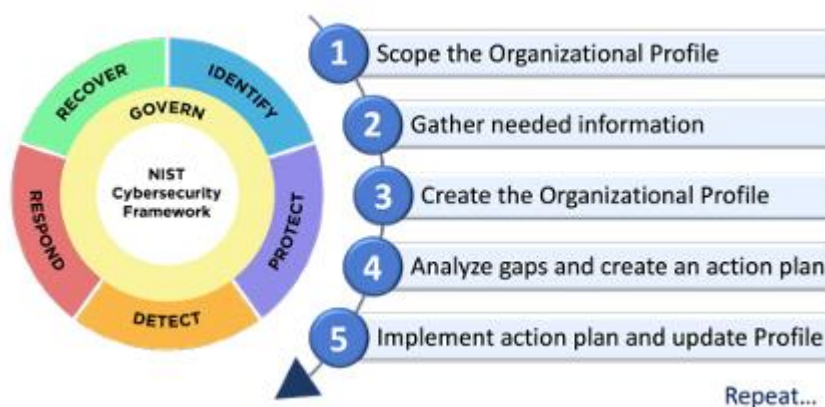 RECOVER
IDENTIFY
GOVERN
NIST
Cybersecurity
Framework
RESPOND
PROTECT
DETECT
1 Scope the Organizational Profile
2 Gather needed information
3 Create the Organizational Profile
4 Analyze gaps and create an action plan
5 Implement action plan and update Profile
Repeat...